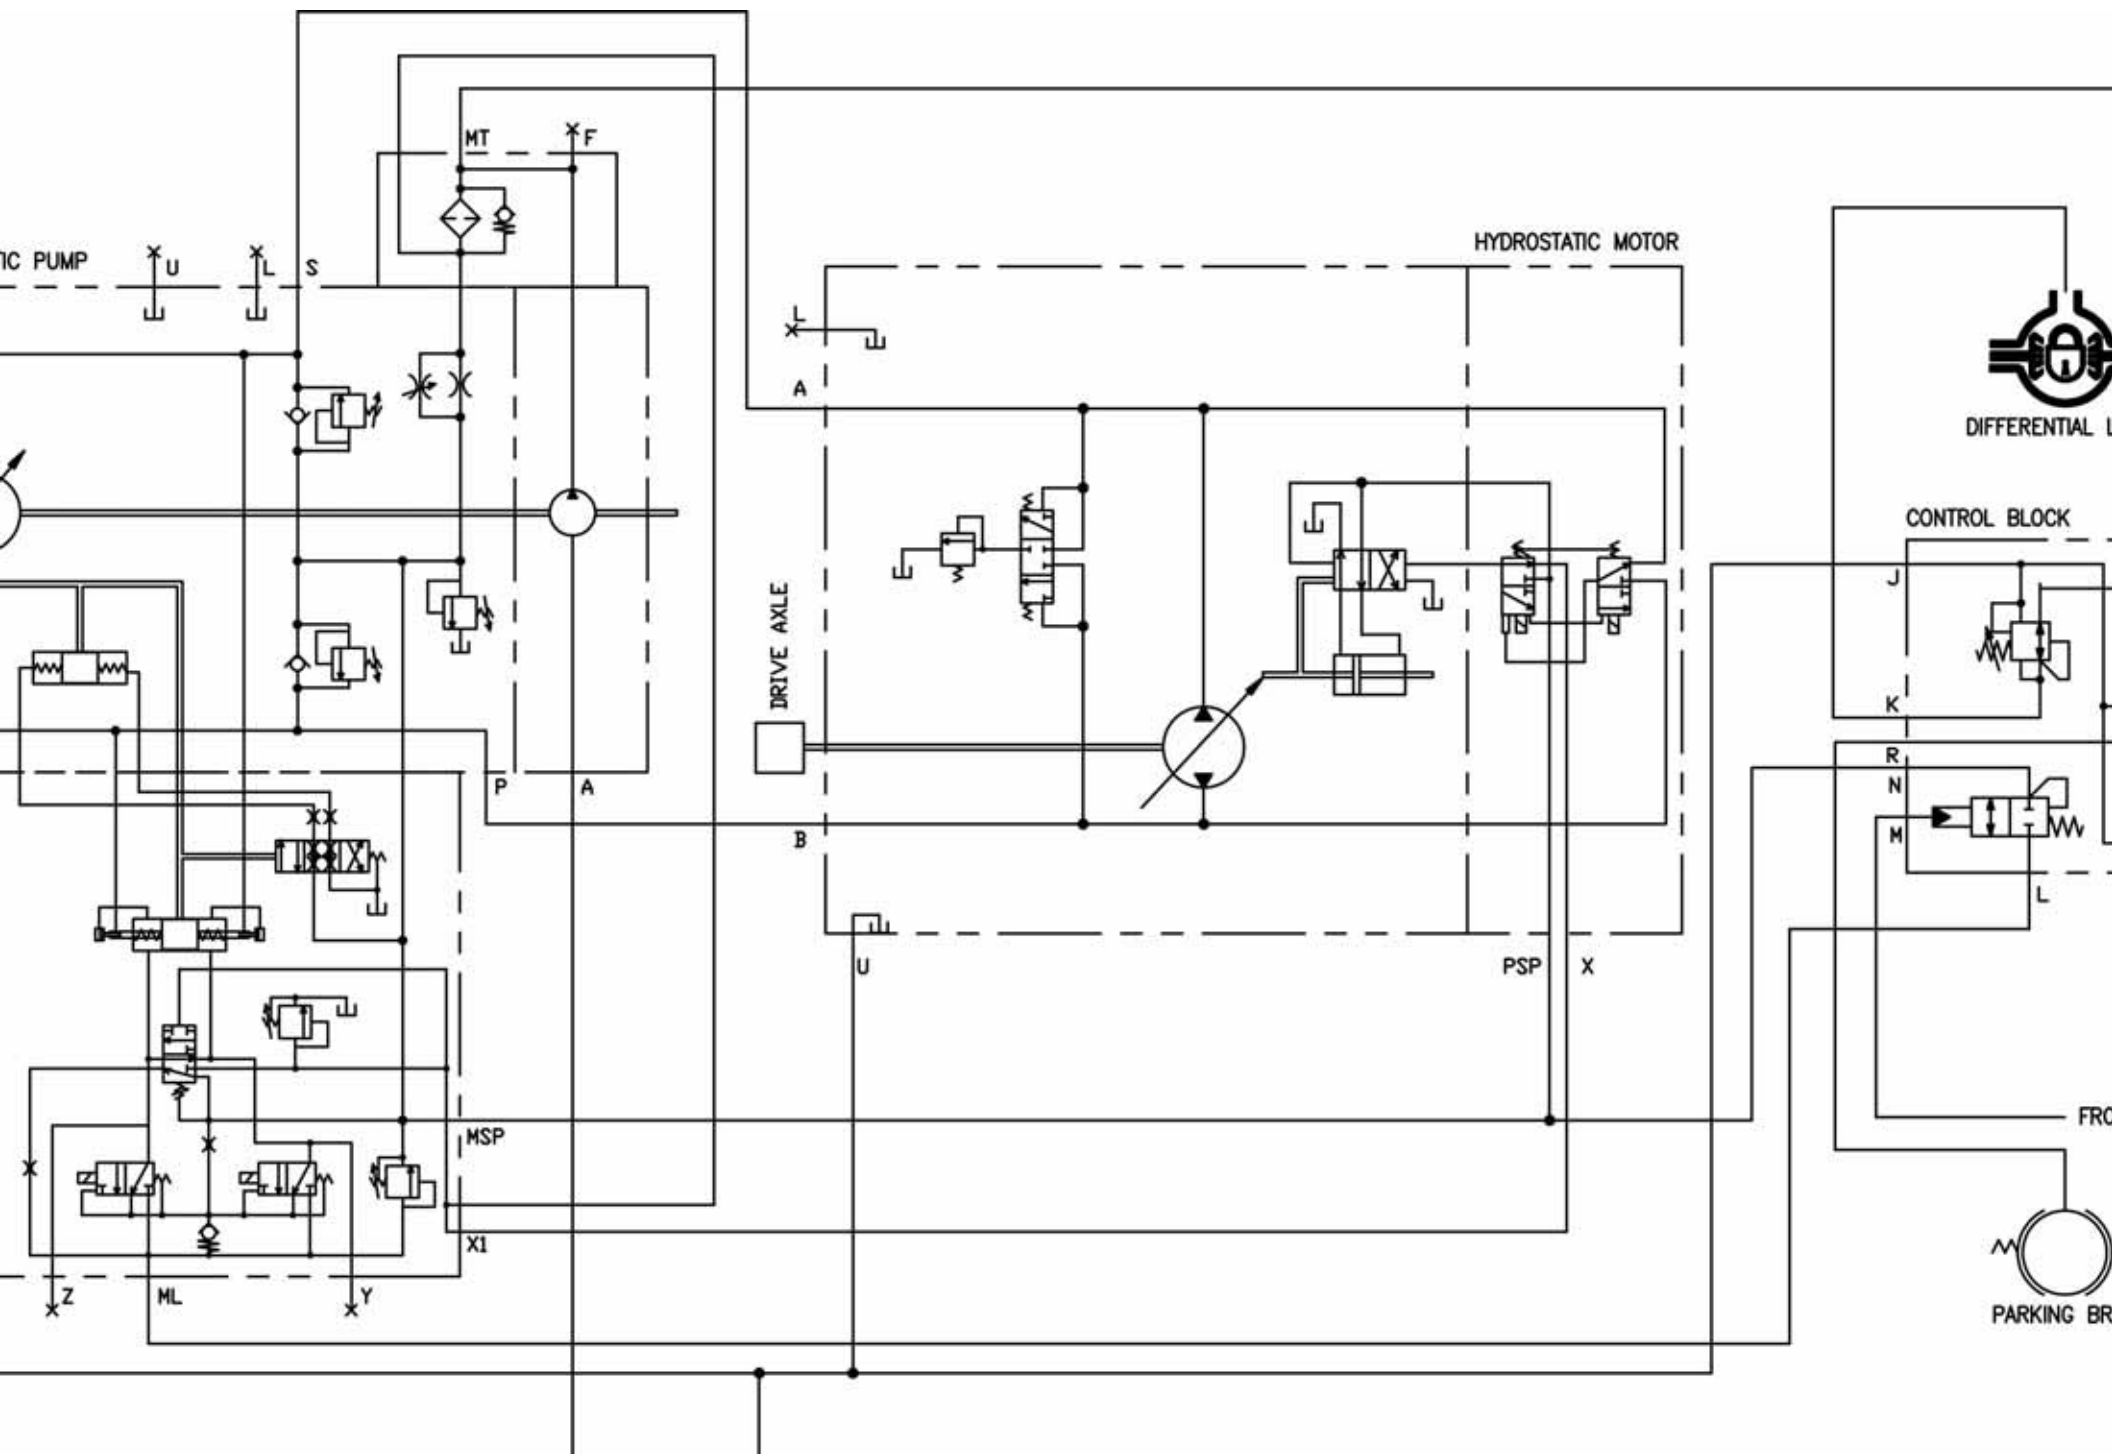 MT
F
IC PUMP
U
L
S
HYDROSTATIC MOTOR
L
A
DIFFERENTIAL L
CONTROL BLOCK
J
DRIVE AXLE
K
R
P
A
N
B
M
L
U
PSP
X
FRO
MSP
X1
Z
ML
Y
PARKING BR